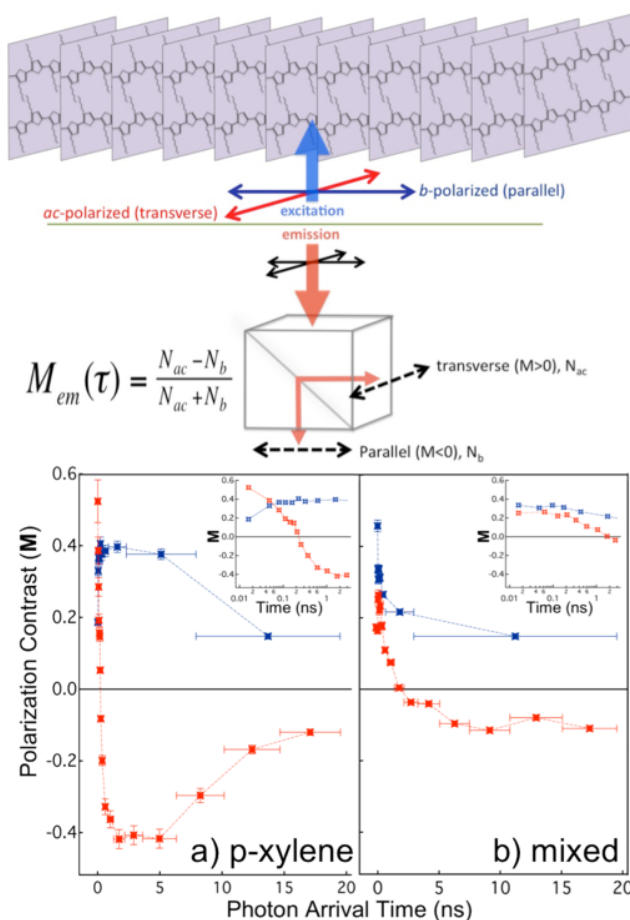 b-polarized (parallel)
ac-polarized (transverse)
excitation
emission
M_em(τ) = (N_ac − N_b) / (N_ac + N_b)
transverse (M>0), N_ac
Parallel (M<0), N_b
Polarization Contrast (M)
0.6
0.4
0.2
0.0
-0.2
-0.4
M
0.6
0.4
0.2
0.0
-0.2
-0.4
0.01
2
4
0.1
2
4
1
2
Time (ns)
a) p-xylene
0
5
10
15
20
M
0.6
0.4
0.2
0.0
-0.2
-0.4
0.01
2
4
0.1
2
4
1
2
Time (ns)
b) mixed
0
5
10
15
20
Photon Arrival Time (ns)